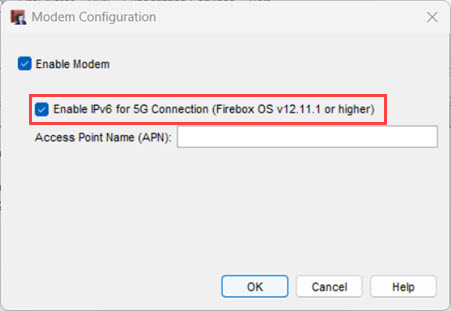 Modem Configuration
Enable Modem
Enable IPv6 for 5G Connection (Firebox OS v12.11.1 or higher)
Access Point Name (APN):
OK Cancel Help